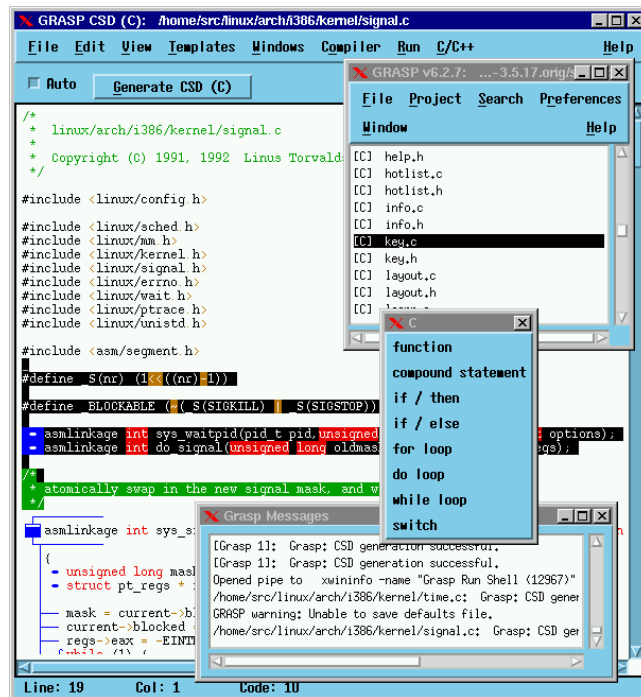 GRASP CSD (C): /home/src/linux/arch/i386/kernel/signal.c
File Edit View Templates Windows Compiler Run C/C++ Help
Auto Generate CSD (C)
/*
* linux/arch/i386/kernel/signal.c
*
* Copyright (C) 1991, 1992 Linus Torvalds
*/
#include <linux/config.h>
#include <linux/sched.h>
#include <linux/mm.h>
#include <linux/kernel.h>
#include <linux/signal.h>
#include <linux/errno.h>
#include <linux/wait.h>
#include <linux/ptrace.h>
#include <linux/unistd.h>
#include <asm/segment.h>
#define _S(nr) (1<<((nr)-1))
#define _BLOCKABLE (~(_S(SIGKILL) | _S(SIGSTOP))
asmlinkage int sys_waitpid(pid_t pid,unsigned options);
asmlinkage int do_signal(unsigned long oldmas egs);
/*
* atomically swap in the new signal mask, and w
*/
asmlinkage int sys_si n
{
unsigned long mask
struct pt_regs *
mask = current->bl
current->blocked =
regs->eax = -EINT
while (1) {
Line: 19 Col: 1 Code: 10
GRASP v6.2.7: ...-3.5.17.orig/s
File Project Search Preferences
Window Help
[C] help.h
[C] hotlist.c
[C] hotlist.h
[C] info.c
[C] info.h
[C] key.c
[C] key.h
[C] layout.c
[C] layout.h
[C]
C
function
compound statement
if / then
if / else
for loop
do loop
while loop
switch
Grasp Messages
[Grasp 1]: Grasp: CSD generation successful.
[Grasp 1]: Grasp: CSD generation successful.
Opened pipe to xwininfo -name "Grasp Run Shell (12967)"
/home/src/linux/arch/i386/kernel/time.c: Grasp: CSD gener
GRASP warning: Unable to save defaults file.
/home/src/linux/arch/i386/kernel/signal.c: Grasp: CSD ger